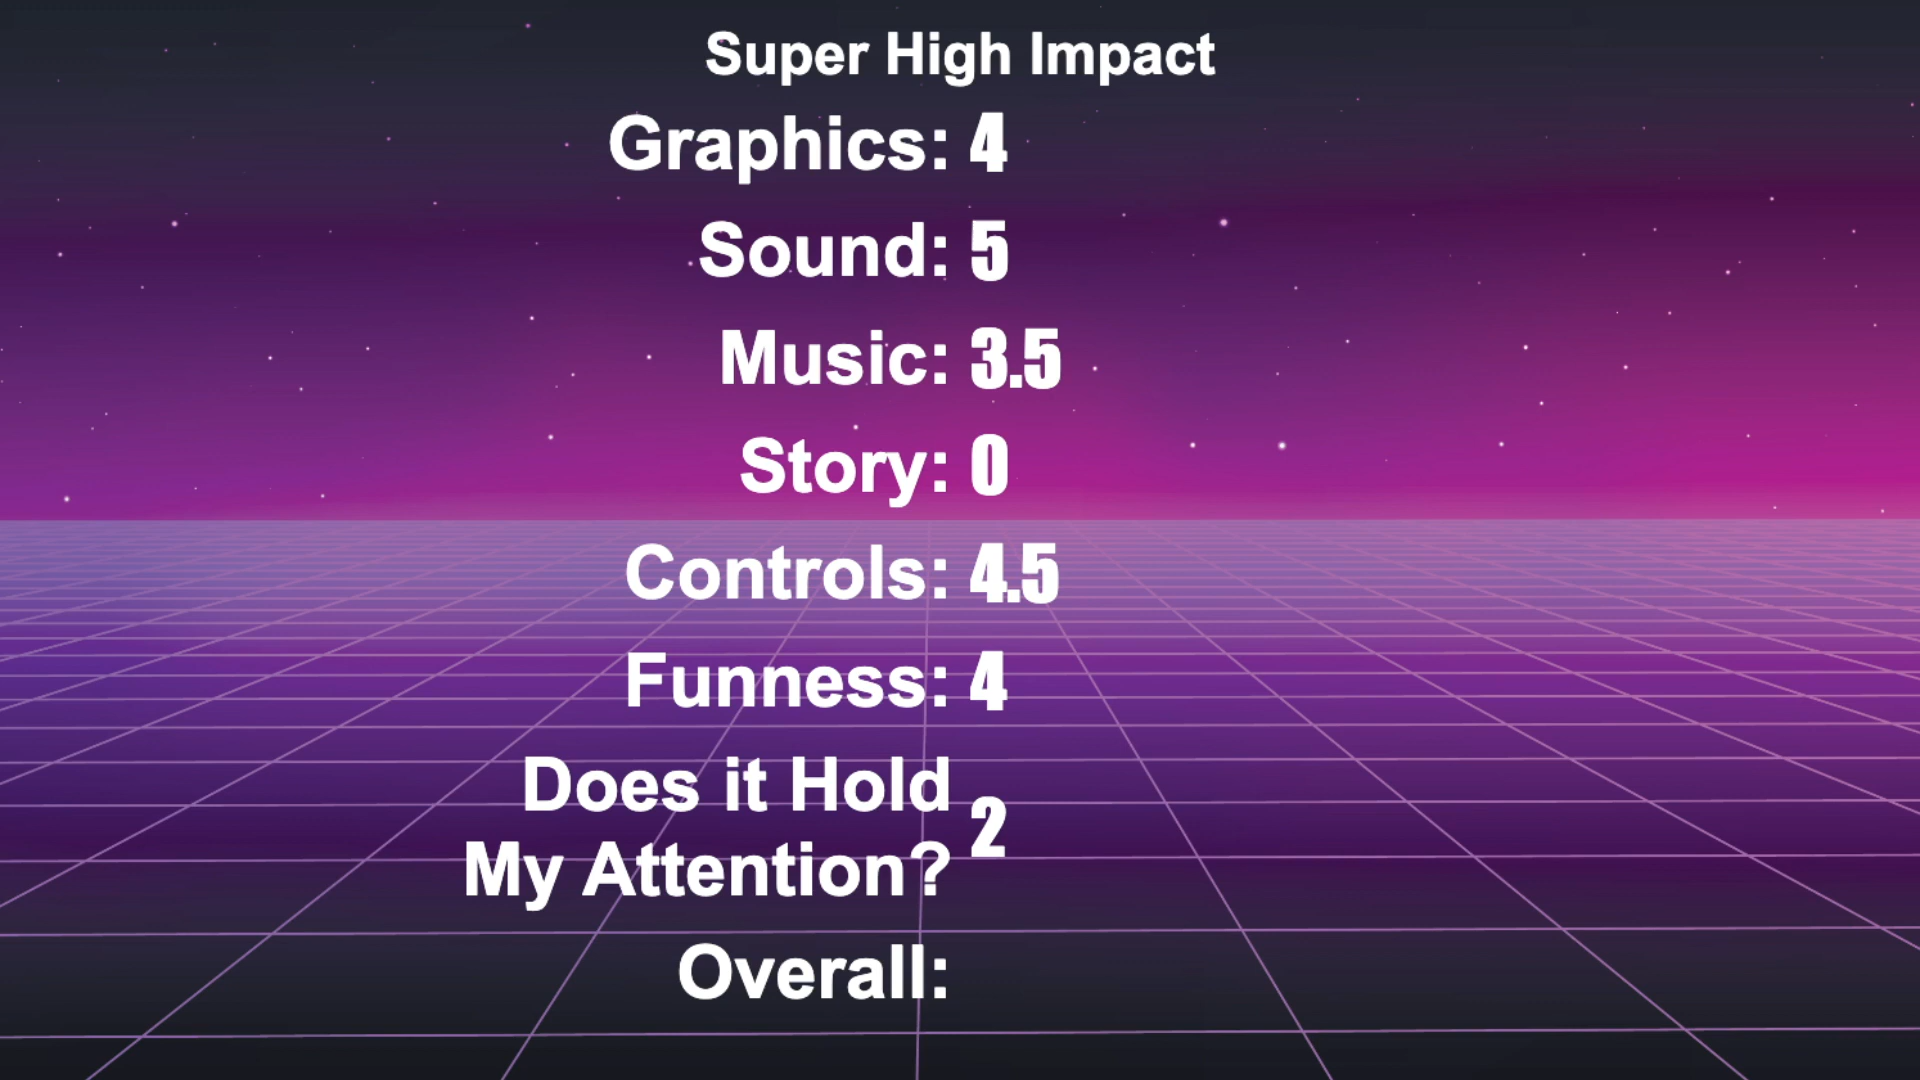 Super High Impact
Graphics: 4
Sound: 5
Music: 3.5
Story: 0
Controls: 4.5
Funness: 4
Does it Hold
My Attention? 2
Overall: